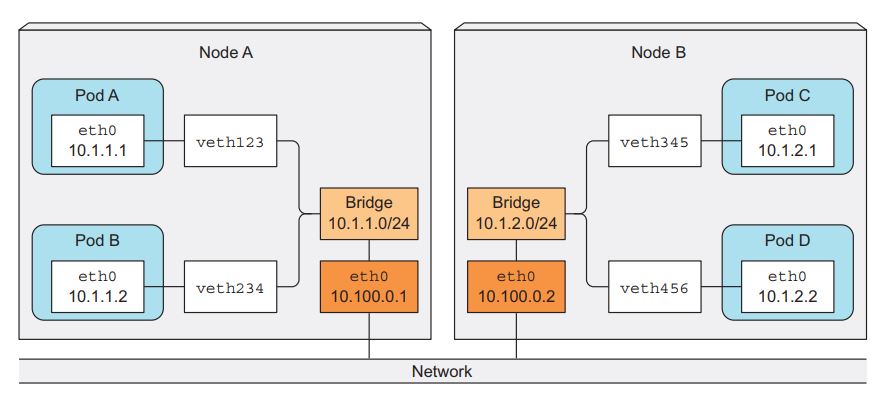 Node A
Pod A
eth0
10.1.1.1
veth123
Bridge
10.1.1.0/24
Pod B
eth0
10.1.1.2
veth234
eth0
10.100.0.1
Node B
Pod C
eth0
10.1.2.1
veth345
Bridge
10.1.2.0/24
Pod D
eth0
10.1.2.2
veth456
eth0
10.100.0.2
Network